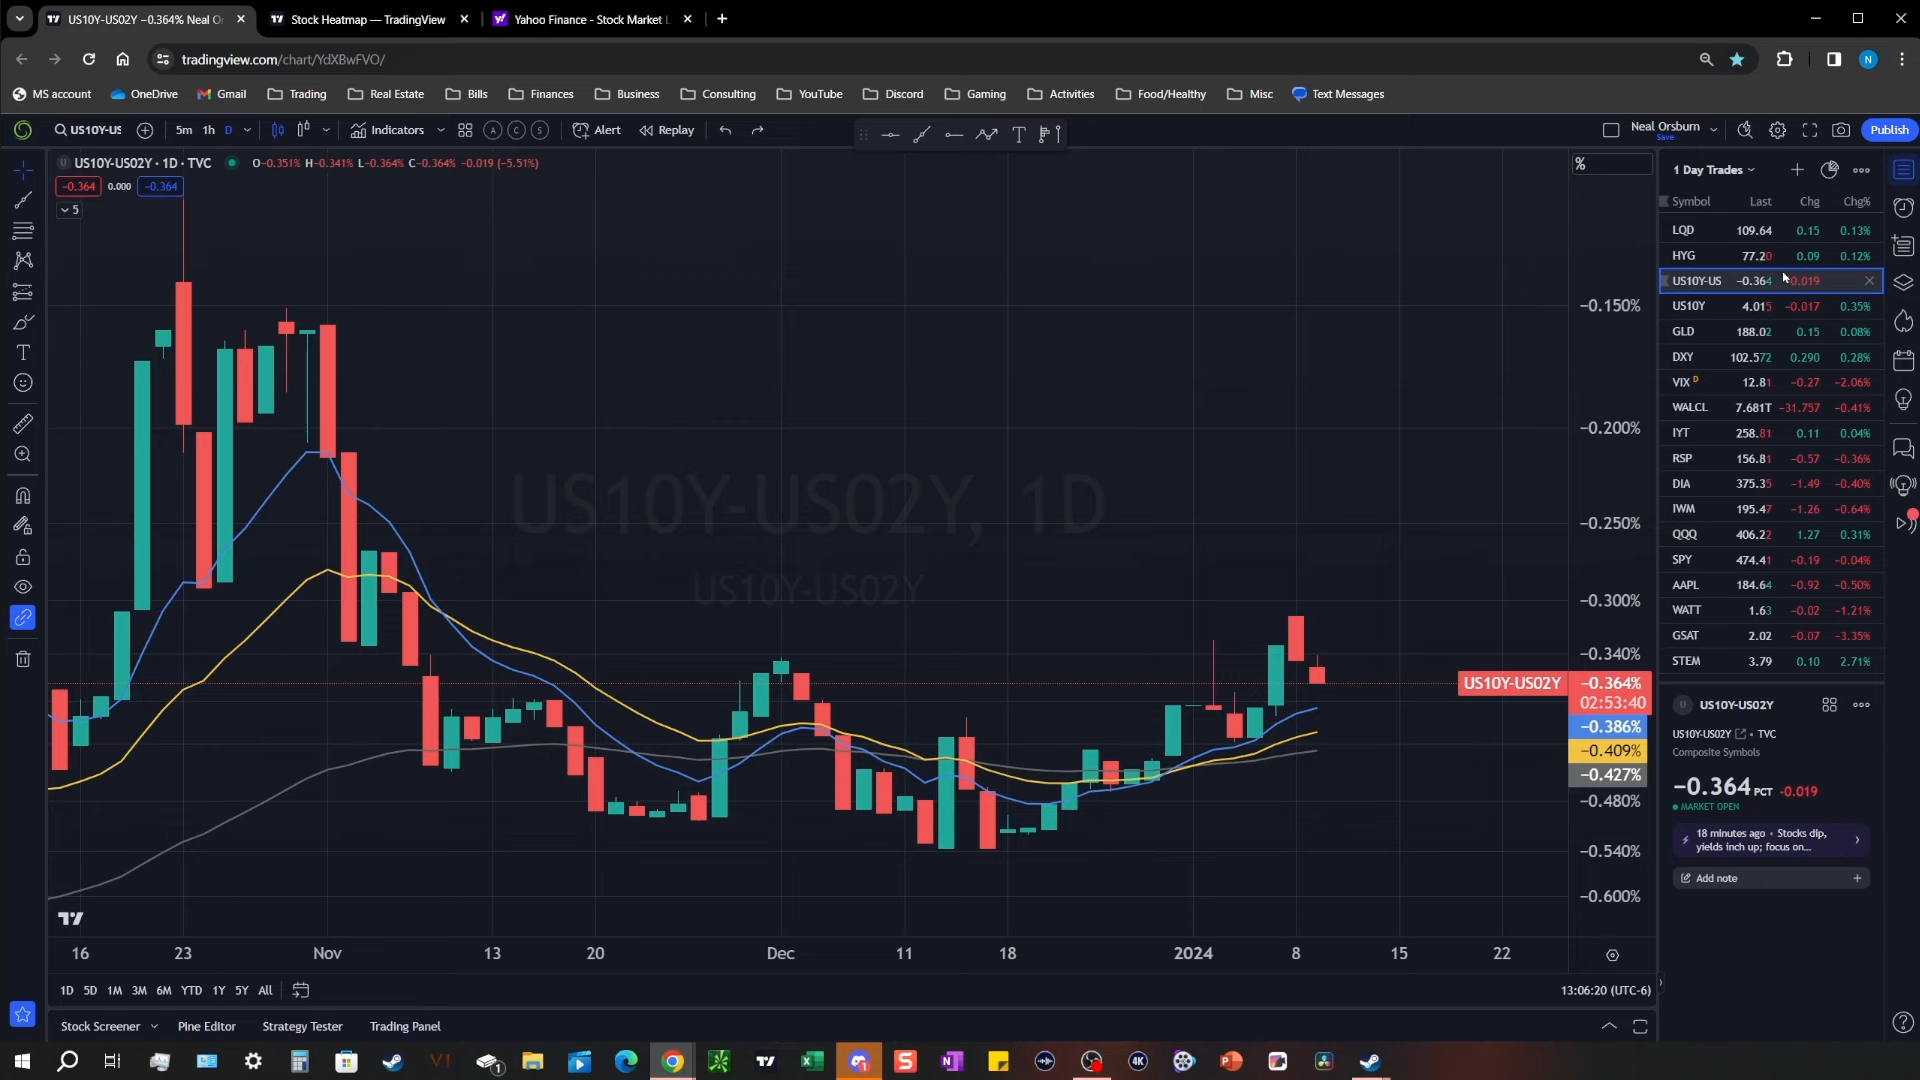 US10Y-US02Y −0.364% Neal Or
Stock Heatmap — TradingView
Yahoo Finance - Stock Market L
tradingview.com/chart/YdXBwFVO/
N
MS account
OneDrive
Gmail
Trading
Real Estate
Bills
Finances
Business
Consulting
YouTube
Discord
Gaming
Activities
Food/Healthy
Misc
Text Messages
US10Y-US
5m 1h D
Indicators
A C S
Alert
Replay
Neal Orsburn
Save
Publish
US10Y-US02Y · 1D · TVC
O−0.351% H−0.341% L−0.364% C−0.364% −0.019 (−5.51%)
−0.364 0.000 −0.364
5
%
US10Y-US02Y, 1D
US10Y-US02Y
−0.150%
−0.200%
−0.250%
−0.300%
−0.340%
US10Y-US02Y −0.364%
02:53:40
−0.386%
−0.409%
−0.427%
−0.480%
−0.540%
−0.600%
16 23 Nov 13 20 Dec 11 18 2024 8 15 22
1D 5D 1M 3M 6M YTD 1Y 5Y All
13:06:20 (UTC-6)
Stock Screener
Pine Editor
Strategy Tester
Trading Panel
1 Day Trades
Symbol Last Chg Chg%
LQD 109.64 0.15 0.13%
HYG 77.20 0.09 0.12%
US10Y-US −0.364 −0.019
US10Y 4.015 −0.017 0.35%
GLD 188.02 0.15 0.08%
DXY 102.572 0.290 0.28%
VIX D 12.81 −0.27 −2.06%
WALCL 7.681T −31.757 −0.41%
IYT 258.81 0.11 0.04%
RSP 156.81 −0.57 −0.36%
DIA 375.35 −1.49 −0.40%
IWM 195.47 −1.26 −0.64%
QQQ 406.22 1.27 0.31%
SPY 474.41 −0.19 −0.04%
AAPL 184.64 −0.92 −0.50%
WATT 1.63 −0.02 −1.21%
GSAT 2.02 −0.07 −3.35%
STEM 3.79 0.10 2.71%
U US10Y-US02Y
US10Y-US02Y • TVC
Composite Symbols
−0.364 PCT −0.019
MARKET OPEN
18 minutes ago • Stocks dip,
yields inch up; focus on...
Add note